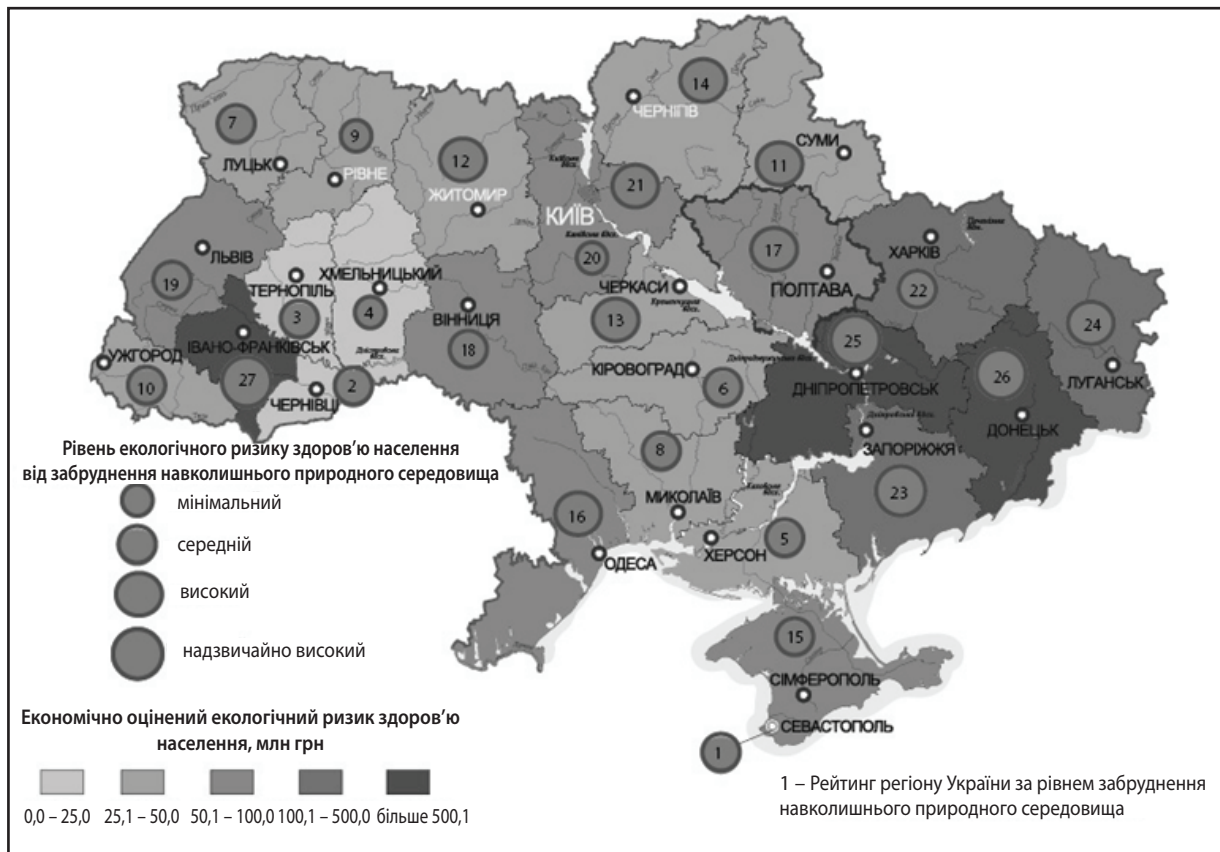 14
ЧЕРНІГІВ
7
9
12
11
СУМИ
ЛУЦЬК
РІВНЕ
ЖИТОМИР
21
КИЇВ
ХАРКІВ
ЛЬВІВ
17
19
ХМЕЛЬНИЦЬКИЙ
20
ТЕРНОПІЛЬ
ЧЕРКАСИ
ПОЛТАВА
22
3
4
ВІННИЦЯ
13
24
ІВАНО-ФРАНКІВСЬК
18
25
УЖГОРОД
КІРОВОГРАД
ЛУГАНСЬК
10
27
ЧЕРНІВЦІ
2
6
ДНІПРОПЕТРОВСЬК
26
ДОНЕЦЬК
ЗАПОРІЖЖЯ
8
23
МИКОЛАЇВ
16
5
ХЕРСОН
ОДЕСА
15
СІМФЕРОПОЛЬ
СЕВАСТОПОЛЬ
1
Рівень екологічного ризику здоров’ю населення
від забруднення навколишнього природного середовища
мінімальний
середній
високий
надзвичайно високий
Економічно оцінений екологічний ризик здоров’ю
населення, млн грн
0,0 – 25,0 25,1 – 50,0 50,1 – 100,0 100,1 – 500,0 більше 500,1
1 – Рейтинг регіону України за рівнем забруднення
навколишнього природного середовища